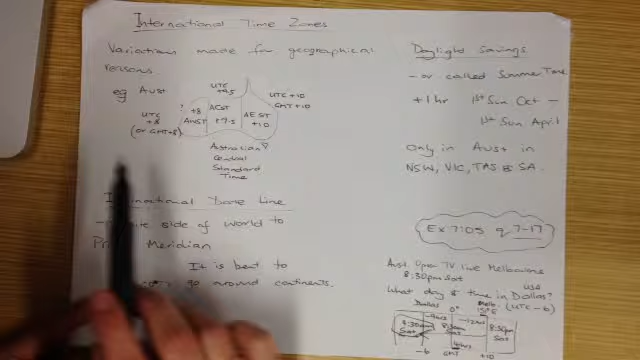 International Time Zones
Variations made for geographical
reasons.
eg Aust
UTC
+8
(or GMT+8)
+8
AWST
UTC
+9.5
ACST
+9.5
UTC +10
GMT +10
AEST
+10
Australian
Central
Standard
Time
International Date Line
side of world to
Meridian
It is bent to
go around continents.
Daylight Savings
- or called Summer Time
+1hr 1st Sun Oct -
1st Sun April
Only in Aust in
NSW, VIC, TAS & SA.
Ex 7:05 q 7-17
Aust Open TV live Melbourne
8:30pm Sat
USA
What day & time in Dallas?
(UTC -6)
Dallas
0°
Melb.
8:30am
Sat
8:30pm
Sat
-6
GMT
+10